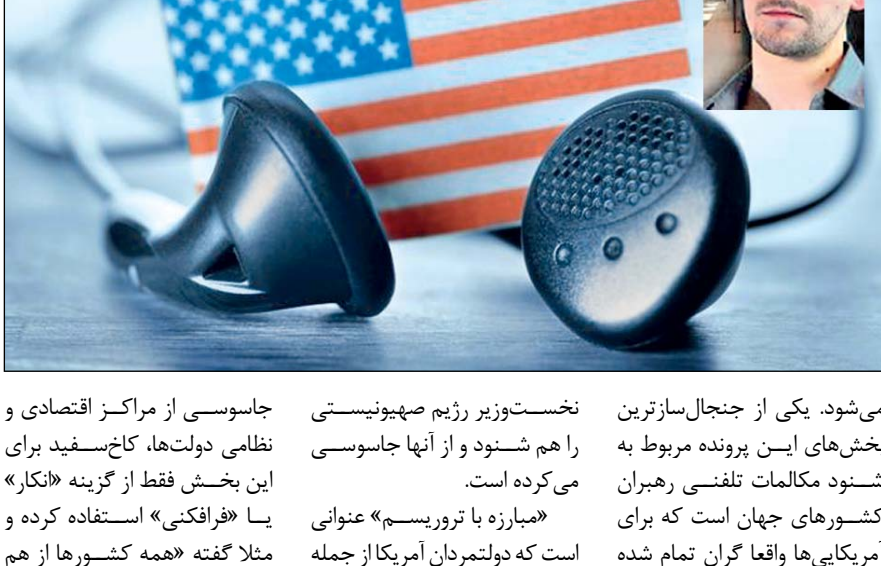 می‌شود. یکی از جنجال‌سازترین
بخش‌های این پرونده مربوط به
شنود مکالمات تلفنی رهبران
کشورهای جهان است که برای
آمریکایی‌ها واقعا گران تمام شده
نخست‌وزیر رژیم صهیونیستی
را هم شنود و از آنها جاسوسی
می‌کرده است.
«مبارزه با تروریسم» عنوانی
است که دولتمردان آمریکا از جمله
جاسوسی از مراکز اقتصادی و
نظامی دولت‌ها، کاخ‌سفید برای
این بخش فقط از گزینه «انکار»
یا «فرافکنی» استفاده کرده و
مثلا گفته «همه کشورها از هم